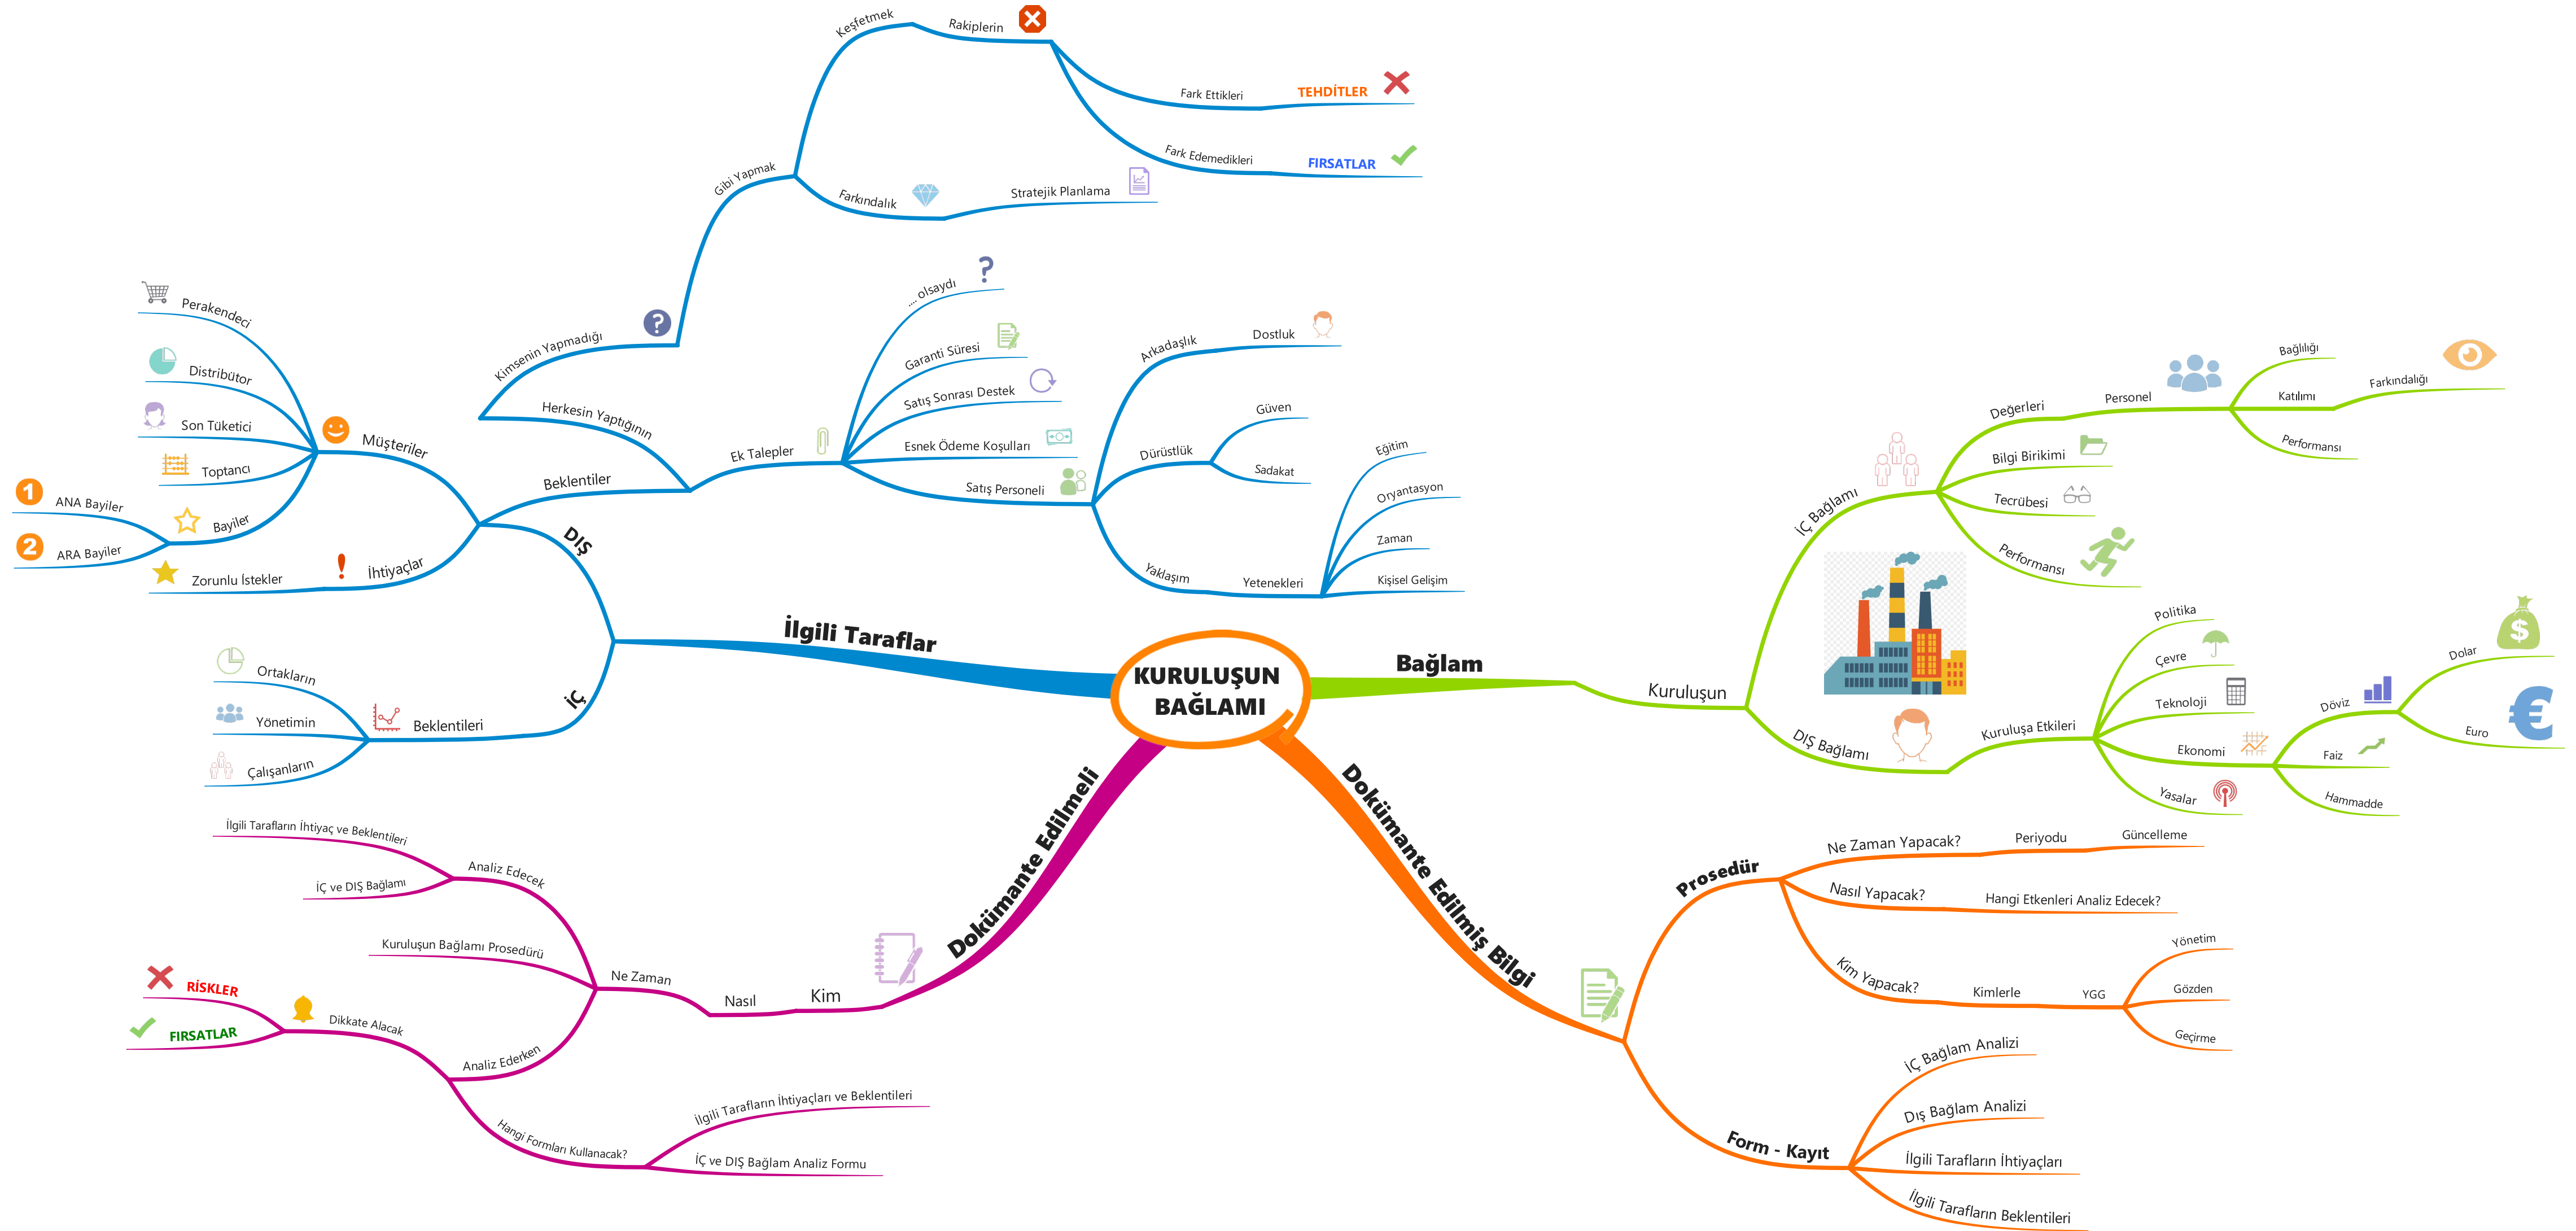 KURULUŞUN
BAĞLAMI
Bağlam
Kuruluşun
İÇ Bağlamı
Değerleri
Personel
Bağlılığı
Katılımı
Farkındalığı
Performansı
Bilgi Birikimi
Tecrübesi
Performansı
DIŞ Bağlamı
Kuruluşa Etkileri
Politika
Çevre
Teknoloji
Ekonomi
Döviz
Dolar
Euro
Faiz
Hammadde
Yasalar
Dokümante Edilmiş Bilgi
Prosedür
Ne Zaman Yapacak?
Periyodu
Güncelleme
Nasıl Yapacak?
Hangi Etkenleri Analiz Edecek?
Kim Yapacak?
Kimlerle
YGG
Yönetim
Gözden
Geçirme
Form - Kayıt
İÇ Bağlam Analizi
Dış Bağlam Analizi
İlgili Tarafların İhtiyaçları
İlgili Tarafların Beklentileri
Dokümante Edilmeli
Kim
Nasıl
Ne Zaman
Analiz Edecek
İlgili Tarafların İhtiyaç ve Beklentileri
İÇ ve DIŞ Bağlamı
Kuruluşun Bağlamı Prosedürü
Analiz Ederken
Dikkate Alacak
RİSKLER
FIRSATLAR
Hangi Formları Kullanacak?
İlgili Tarafların İhtiyaçları ve Beklentileri
İÇ ve DIŞ Bağlam Analiz Formu
İlgili Taraflar
DIŞ
Müşteriler
Perakendeci
Distribütor
Son Tüketici
Toptancı
Bayiler
1 ANA Bayiler
2 ARA Bayiler
İhtiyaçlar
Zorunlu İstekler
Beklentiler
Herkesin Yaptığının
Kimsenin Yapmadığı
?
Gibi Yapmak
Keşfetmek
Rakiplerin
Fark Ettikleri
TEHDİTLER
Fark Edemedikleri
FIRSATLAR
Farkındalık
Stratejik Planlama
Ek Talepler
.... olsaydı
?
Garanti Süresi
Satış Sonrası Destek
Esnek Ödeme Koşulları
Satış Personeli
Arkadaşlık
Dostluk
Dürüstlük
Güven
Sadakat
Yaklaşım
Yetenekleri
Eğitim
Oryantasyon
Zaman
Kişisel Gelişim
İÇ
Beklentileri
Ortakların
Yönetimin
Çalışanların